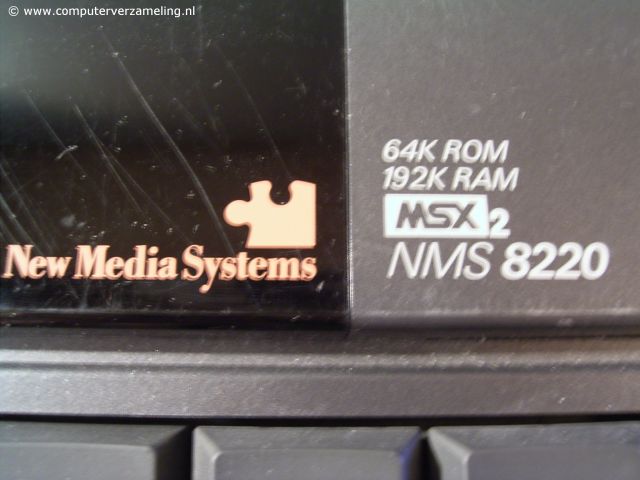 © www.computerverzameling.nl
New Media Systems
64K ROM
192K RAM
MSX2
NMS 8220